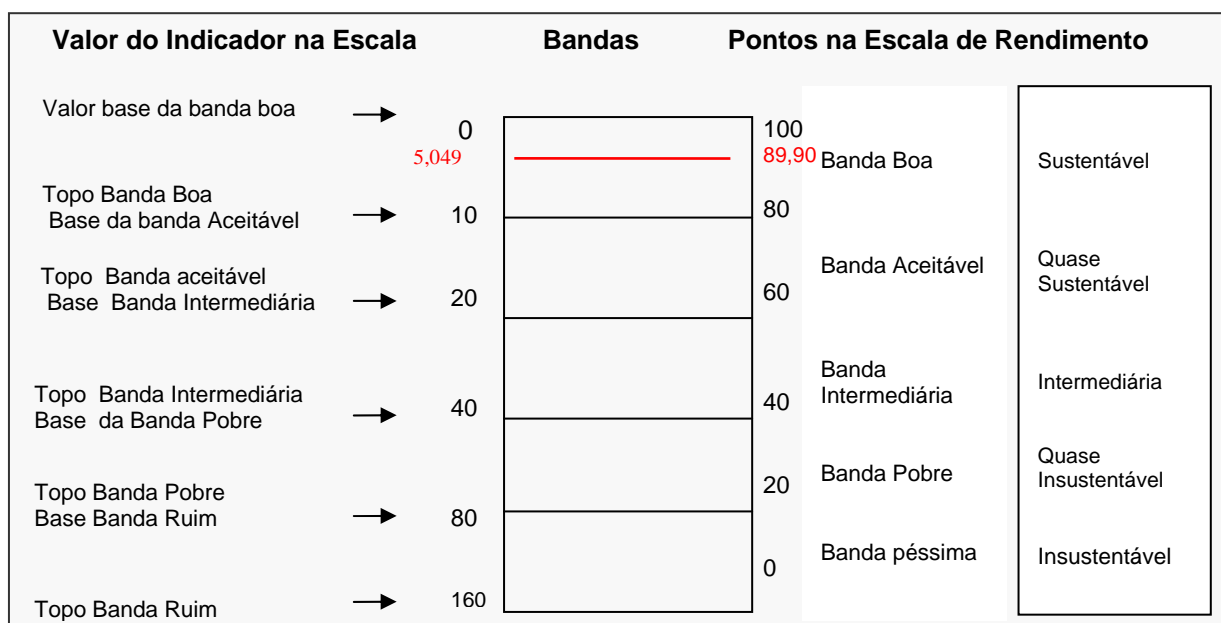 Valor do Indicador na Escala Bandas Pontos na Escala de Rendimento
Valor base da banda boa
0 100
5,049 89,90 Banda Boa Sustentável
Topo Banda Boa
Base da banda Aceitável 10 80
Topo Banda aceitável
Base Banda Intermediária 20 60
Banda Aceitável Quase
Sustentável
Topo Banda Intermediária
Base da Banda Pobre 40 40
Banda
Intermediária Intermediária
Topo Banda Pobre
Base Banda Ruim 80 20
Banda Pobre Quase
Insustentável
Topo Banda Ruim 160 0
Banda péssima Insustentável